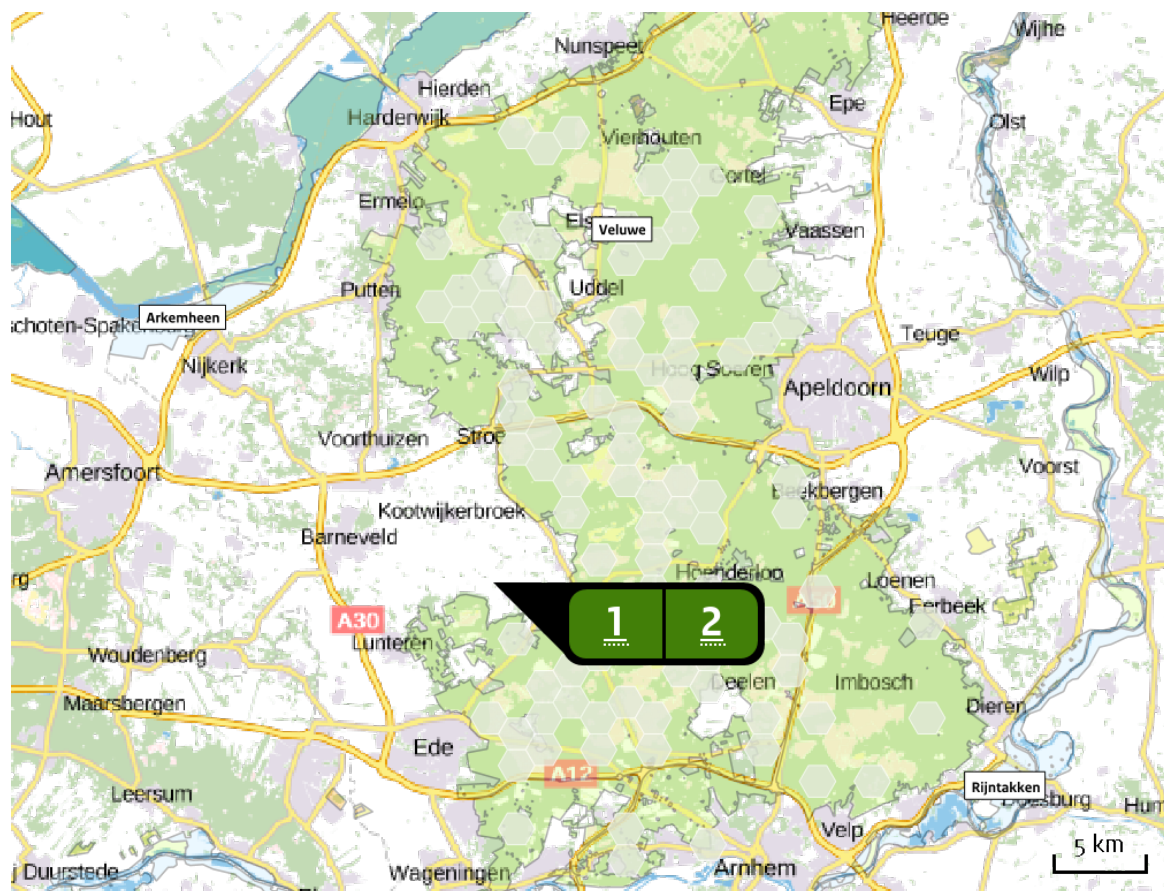 Heerde
Wijhe
Nunspeet
Hierden
Epe
Hout
Harderwijk
Olst
Vierhouten
Gortel
Ermelo
Veluwe
Vaassen
Uddel
Putten
Arkemheen
schoten-Spakenburg
Teuge
Nijkerk
Hoog Soeren
Wilp
Apeldoorn
Voorthuizen
Stroe
Amersfoort
Voorst
Beekbergen
Kootwijkerbroek
Barneveld
Hoenderloo
rg
Loenen
Eerbeek
A30
1 2
Lunteren
Woudenberg
Deelen
Imbosch
Maarsbergen
Dieren
Ede
A12
Rijntakken
Leersum
Doesburg
Hum
Velp
5 km
j Duurstede
Wageningen
Arnhem